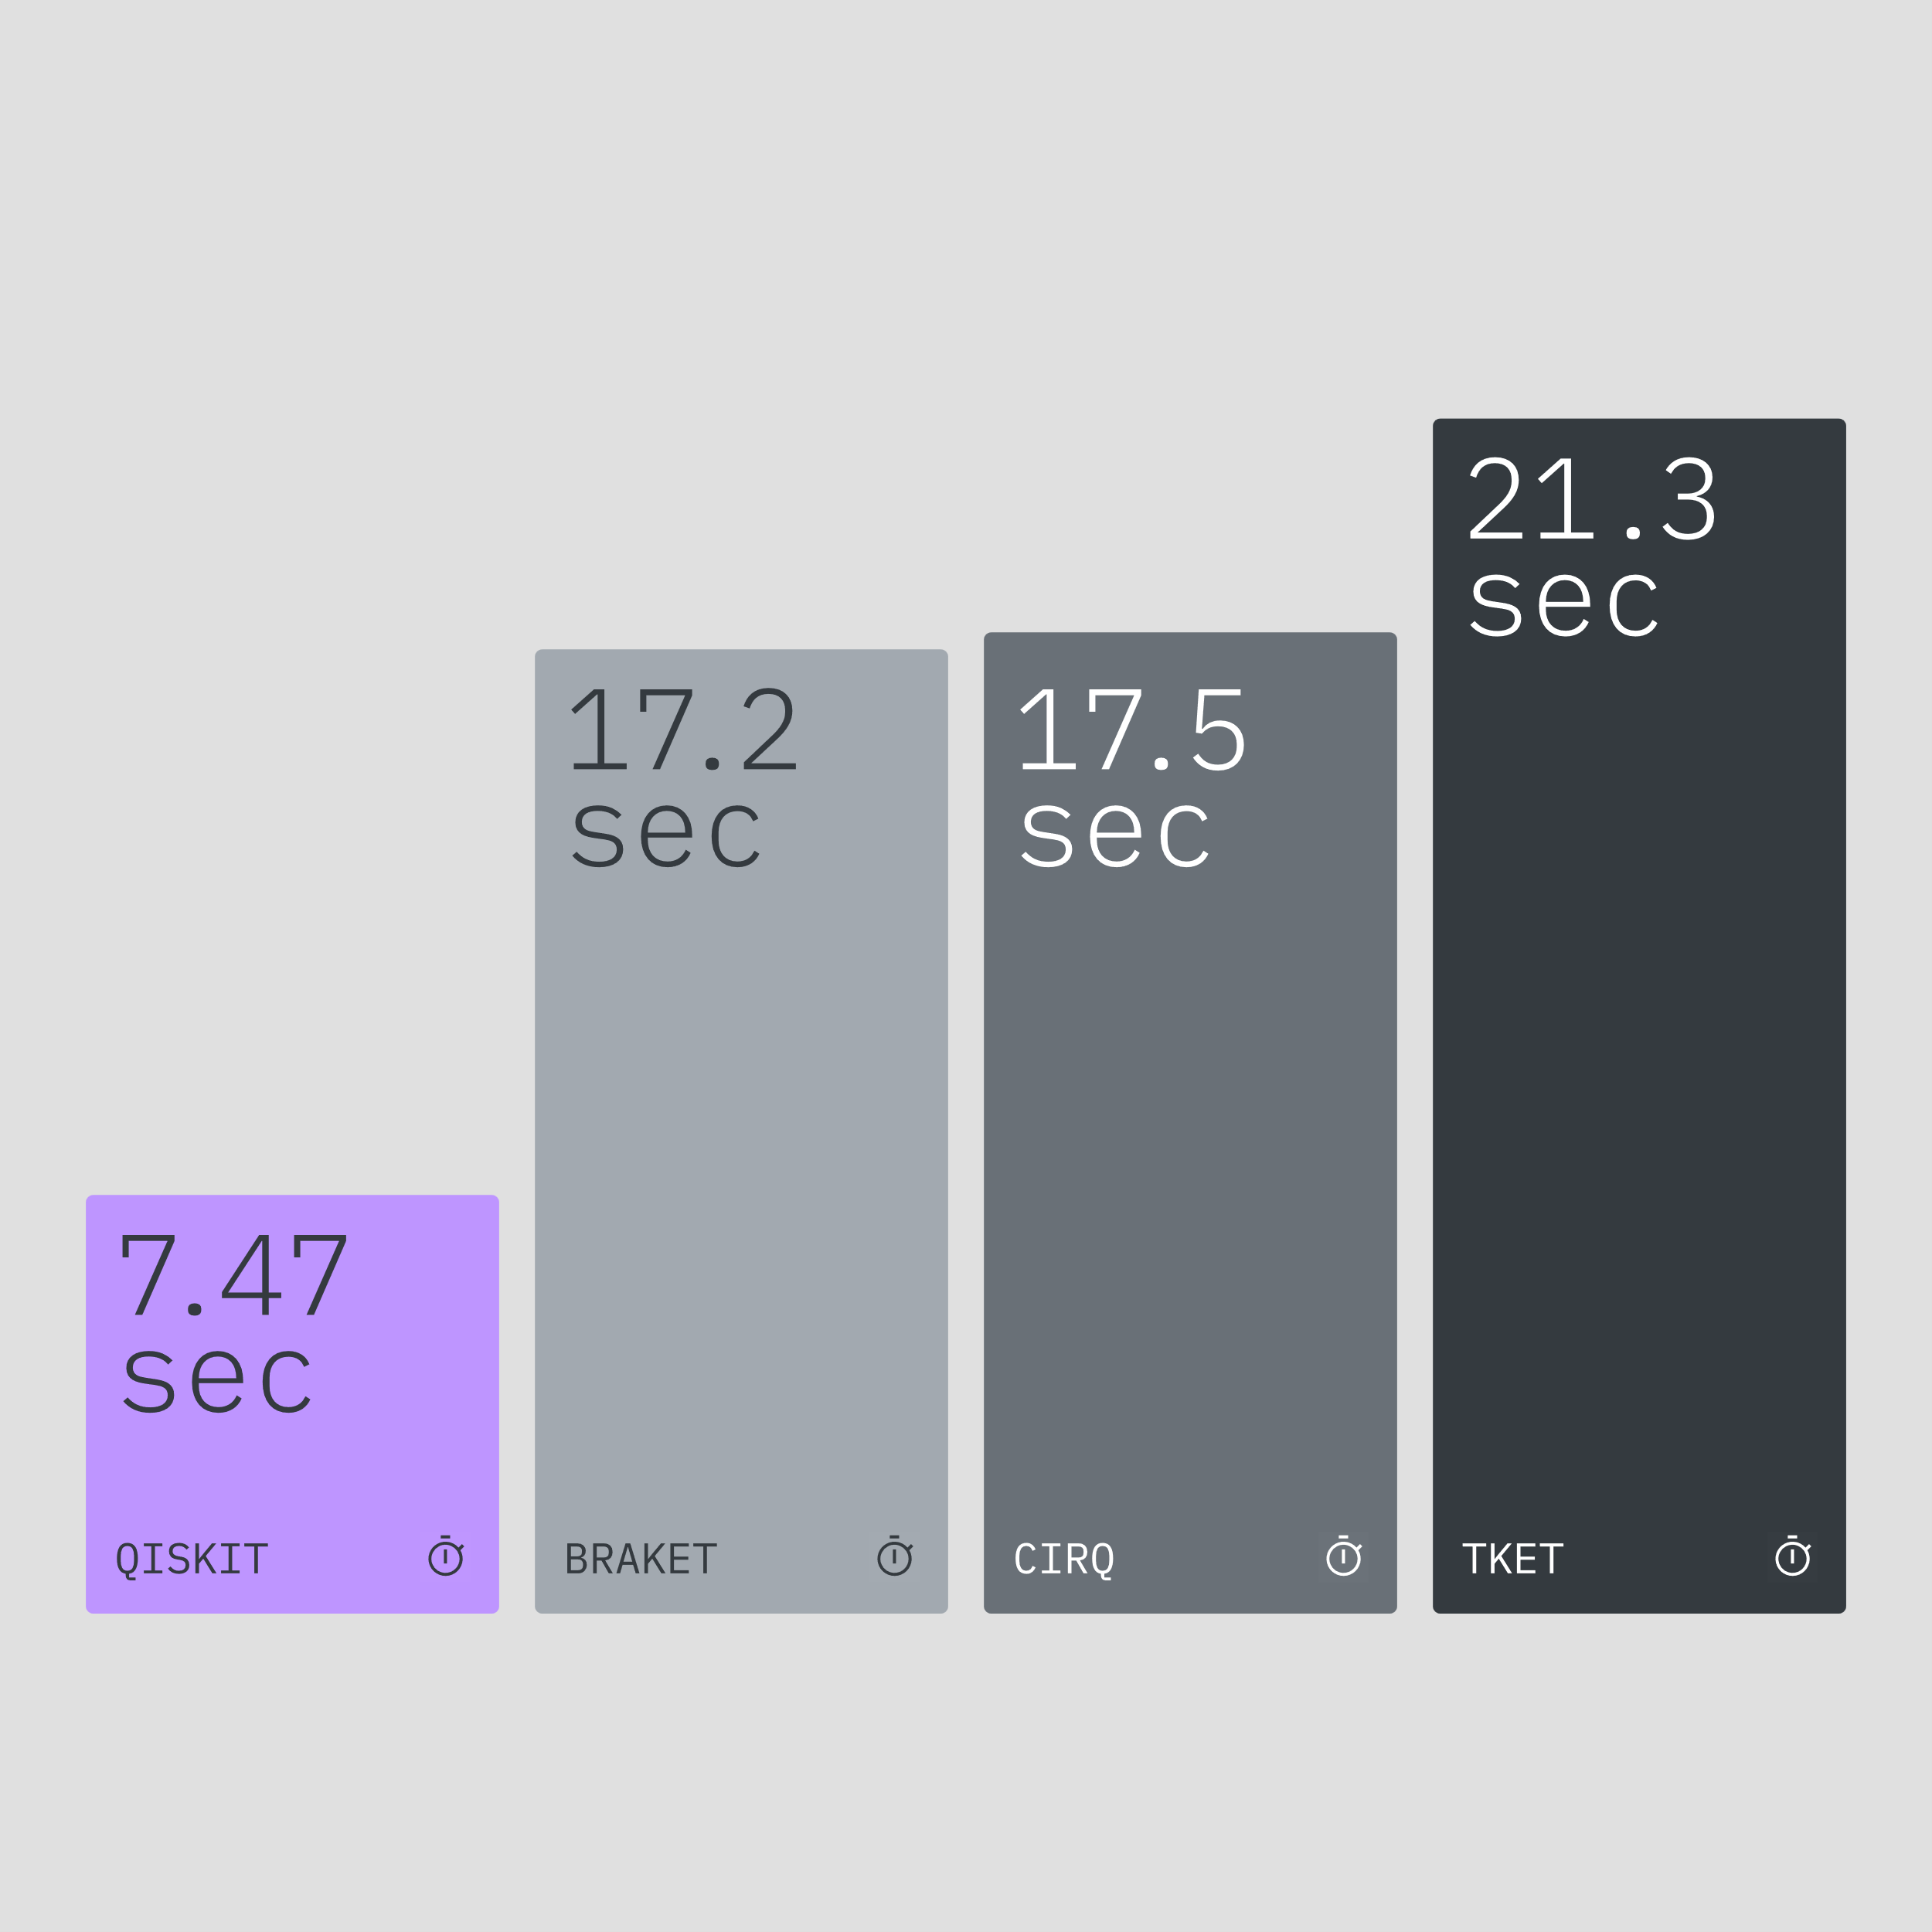 7.47
sec
QISKIT
17.2
sec
BRAKET
17.5
sec
CIRQ
21.3
sec
TKET